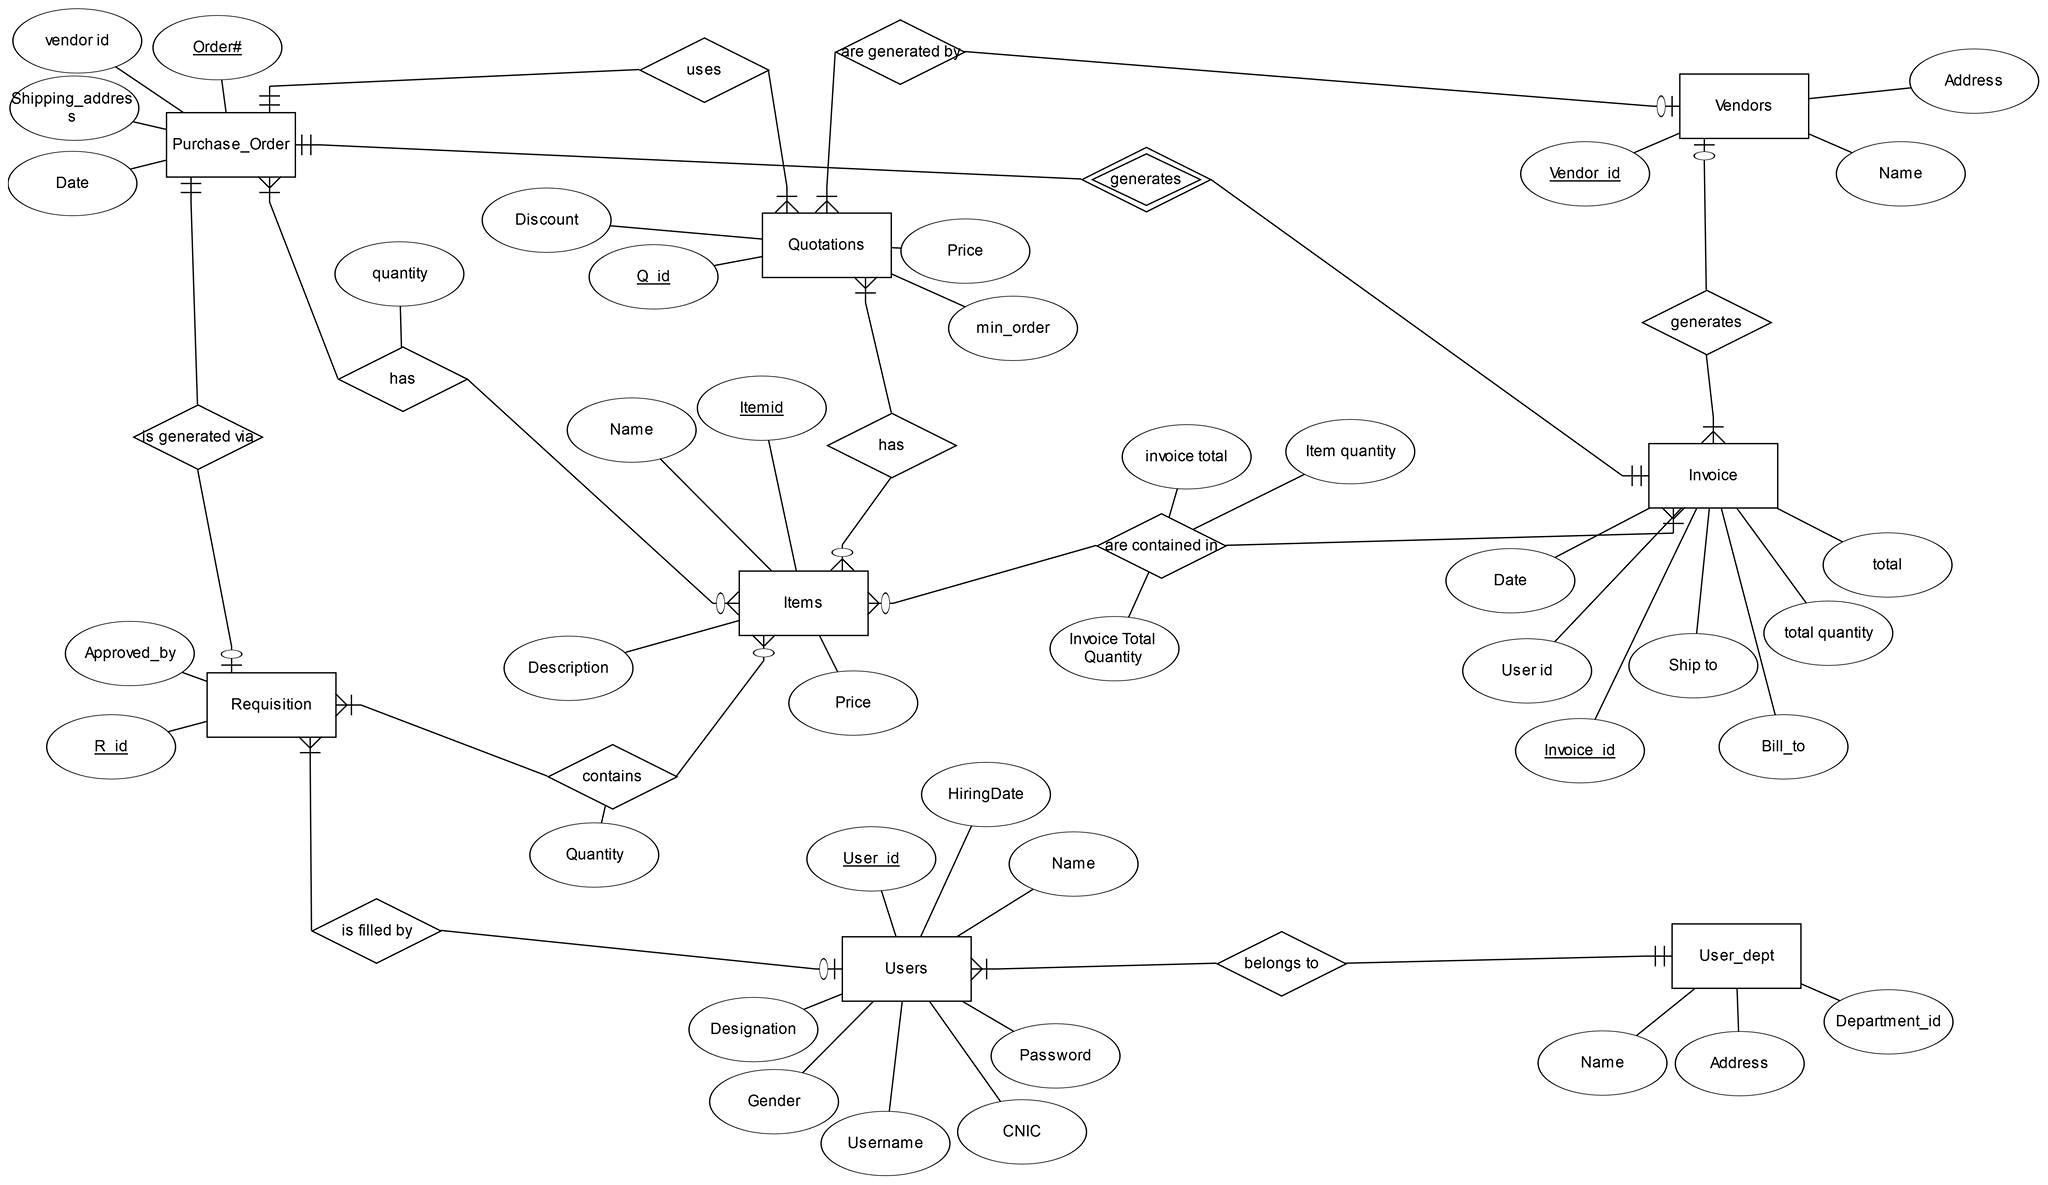 vendor id
Order#
uses
are generated by
Address
Vendors
Shipping_addres
s
Purchase_Order
Date
generates
Vendor_id
Name
Discount
Quotations
Price
Q_id
min_order
quantity
generates
has
Name
Itemid
is generated via
has
invoice total
Item quantity
Invoice
are contained in
Date
total
Items
total quantity
Invoice Total
Quantity
Approved_by
Description
User id
Ship to
Requisition
Price
R_id
Invoice_id
Bill_to
contains
HiringDate
Quantity
User_id
Name
is filled by
Users
belongs to
User_dept
Designation
Department_id
Password
Name
Address
Gender
Username
CNIC